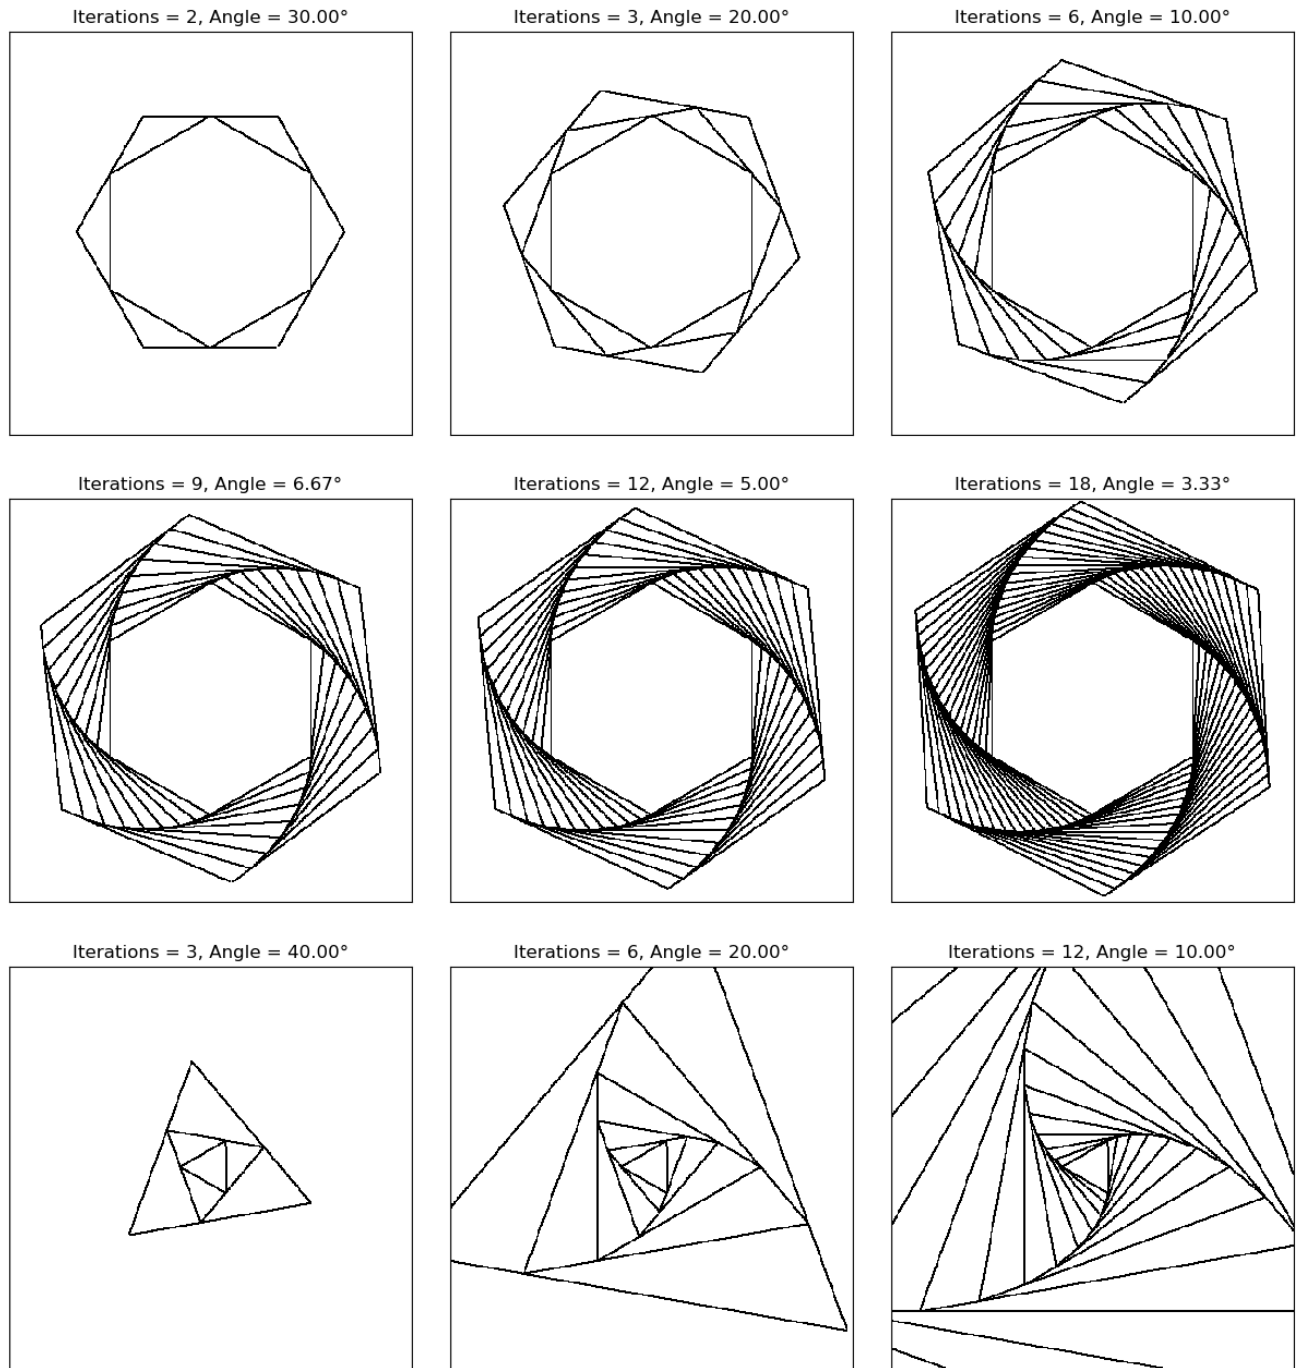 Iterations = 2, Angle = 30.00°
Iterations = 3, Angle = 20.00°
Iterations = 6, Angle = 10.00°
Iterations = 9, Angle = 6.67°
Iterations = 12, Angle = 5.00°
Iterations = 18, Angle = 3.33°
Iterations = 3, Angle = 40.00°
Iterations = 6, Angle = 20.00°
Iterations = 12, Angle = 10.00°